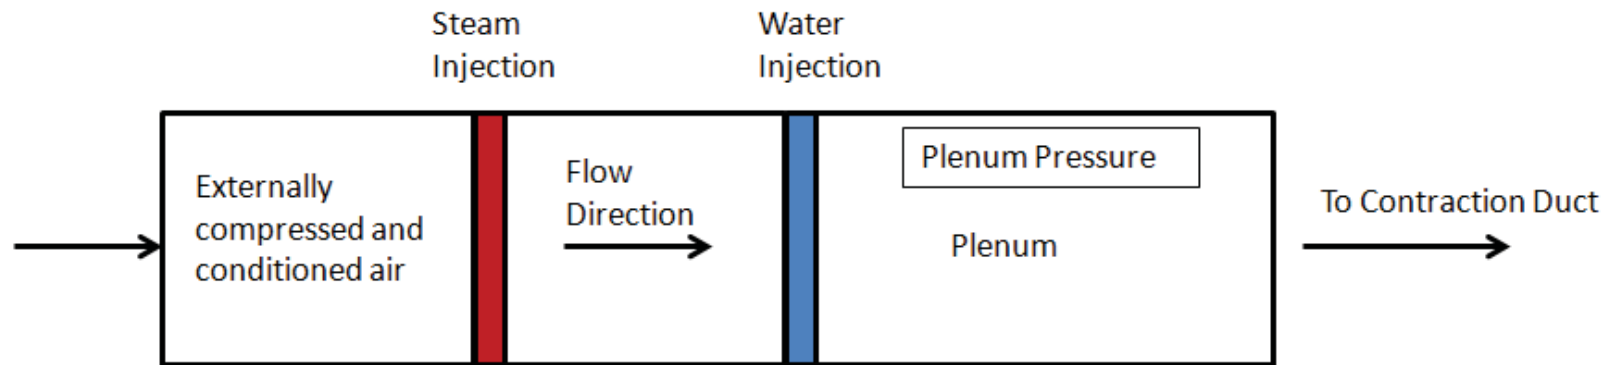 Steam
Injection
Water
Injection
Externally
compressed and
conditioned air
Flow
Direction
Plenum Pressure
Plenum
To Contraction Duct